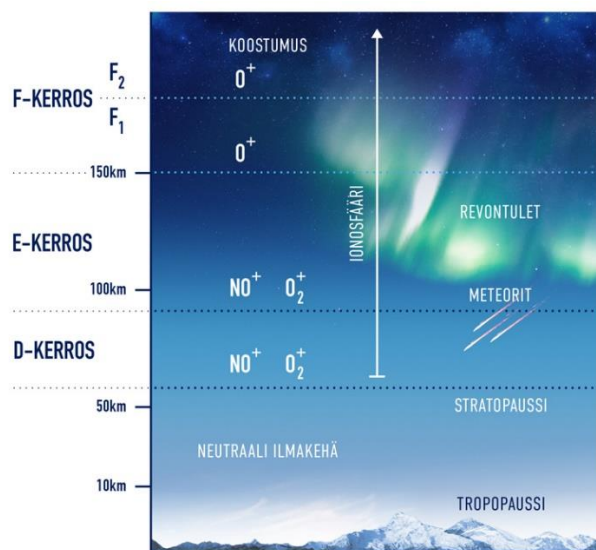 KOOSTUMUS
F₂
O⁺
F-KERROS
F₁
O⁺
150km
IONOSFÄÄRI
REVONTULET
E-KERROS
100km
NO⁺ O₂⁺
METEORIT
D-KERROS
NO⁺ O₂⁺
50km
STRATOPAUSSI
NEUTRAALI ILMAKEHÄ
10km
TROPOPAUSSI